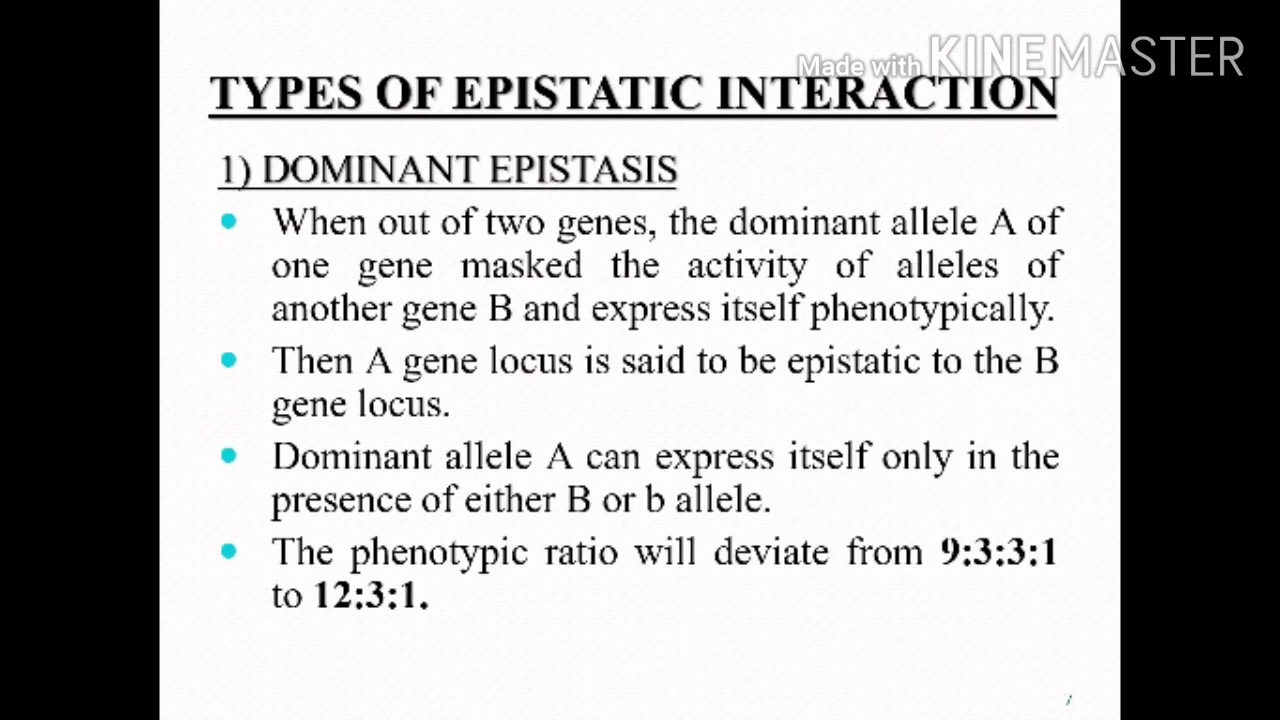 Made with KINEMASTER
TYPES OF EPISTATIC INTERACTION
1) DOMINANT EPISTASIS
• When out of two genes, the dominant allele A of
one gene masked the activity of alleles of
another gene B and express itself phenotypically.
• Then A gene locus is said to be epistatic to the B
gene locus.
• Dominant allele A can express itself only in the
presence of either B or b allele.
• The phenotypic ratio will deviate from 9:3:3:1
to 12:3:1.
7